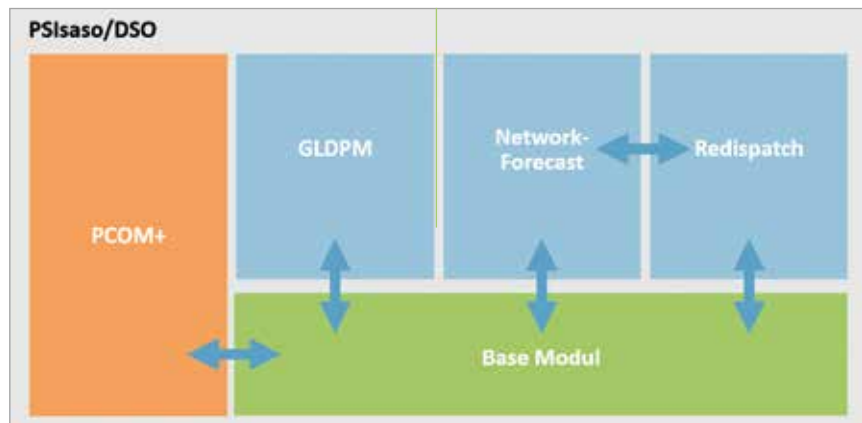 PSIsaso/DSO
GLDPM
Network-
Forecast
Redispatch
PCOM+
Base Modul